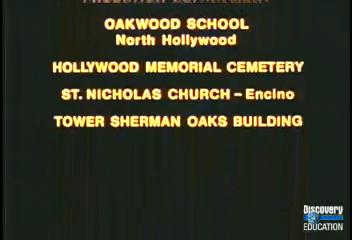 OAKWOOD SCHOOL
North Hollywood
HOLLYWOOD MEMORIAL CEMETERY
ST. NICHOLAS CHURCH – Encino
TOWER SHERMAN OAKS BUILDING
Discovery
EDUCATION